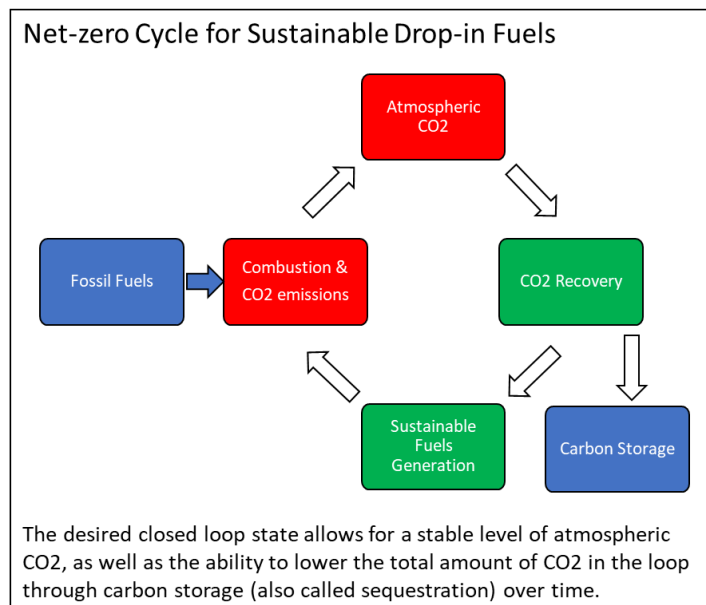 Net-zero Cycle for Sustainable Drop-in Fuels
Atmospheric
CO2
Fossil Fuels
Combustion &
CO2 emissions
CO2 Recovery
Sustainable
Fuels
Generation
Carbon Storage
The desired closed loop state allows for a stable level of atmospheric
CO2, as well as the ability to lower the total amount of CO2 in the loop
through carbon storage (also called sequestration) over time.